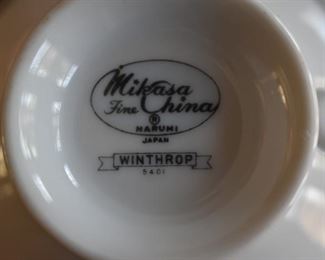 Mikasa
Fine China
®
NARUMI
JAPAN
WINTHROP
5401